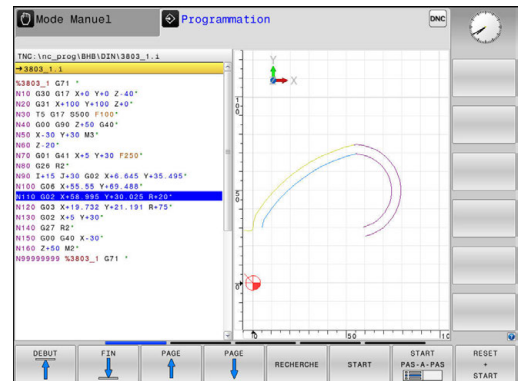 Mode Manuel
Programmation
DNC
TNC:\nc_prog\BHB\DIN\3803_1.i
→3803_1.i
%3803_1 G71 *
N10 G30 G17 X+0 Y+0 Z-40*
N20 G31 X+100 Y+100 Z+0*
N30 T5 G17 S500 F100*
N40 G00 G90 Z+50 G40*
N50 X-30 Y+30 M3*
N60 Z-20*
N70 G01 G41 X+5 Y+30 F250*
N80 G26 R2*
N90 I+15 J+30 G02 X+6.645 Y+35.495*
N100 G06 X+55.55 Y+69.488*
N110 G02 X+58.995 Y+30.025 R+20*
N120 G03 X+19.732 Y+21.191 R+75*
N130 G02 X+5 Y+30*
N140 G27 R2*
N150 G00 G40 X-30*
N160 Z+50 M2*
N99999999 %3803_1 G71 *
Y
X
100
50
0
0
50
10
DEBUT
FIN
PAGE
PAGE
RECHERCHE
START
START
PAS-A-PAS
RESET
+
START